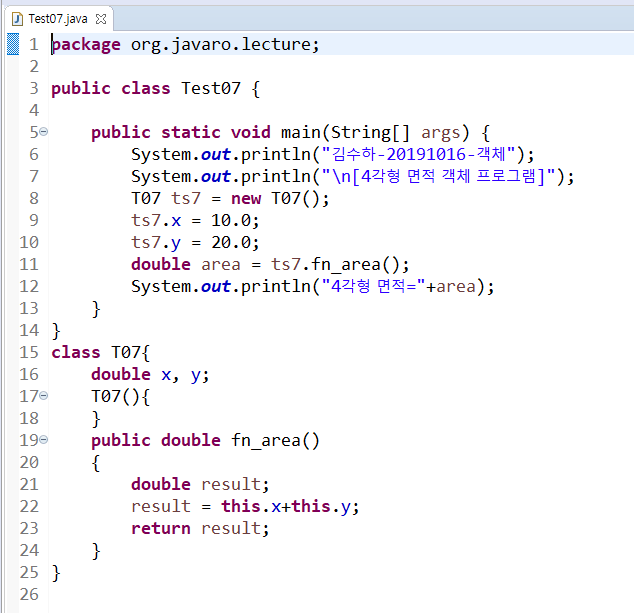 Test07.java
1 package org.javaro.lecture;
2
3 public class Test07 {
4
5 public static void main(String[] args) {
6 System.out.println("김수하-20191016-객체");
7 System.out.println("\n[4각형 면적 객체 프로그램]");
8 T07 ts7 = new T07();
9 ts7.x = 10.0;
10 ts7.y = 20.0;
11 double area = ts7.fn_area();
12 System.out.println("4각형 면적="+area);
13 }
14 }
15 class T07{
16 double x, y;
17 T07(){
18 }
19 public double fn_area()
20 {
21 double result;
22 result = this.x+this.y;
23 return result;
24 }
25 }
26